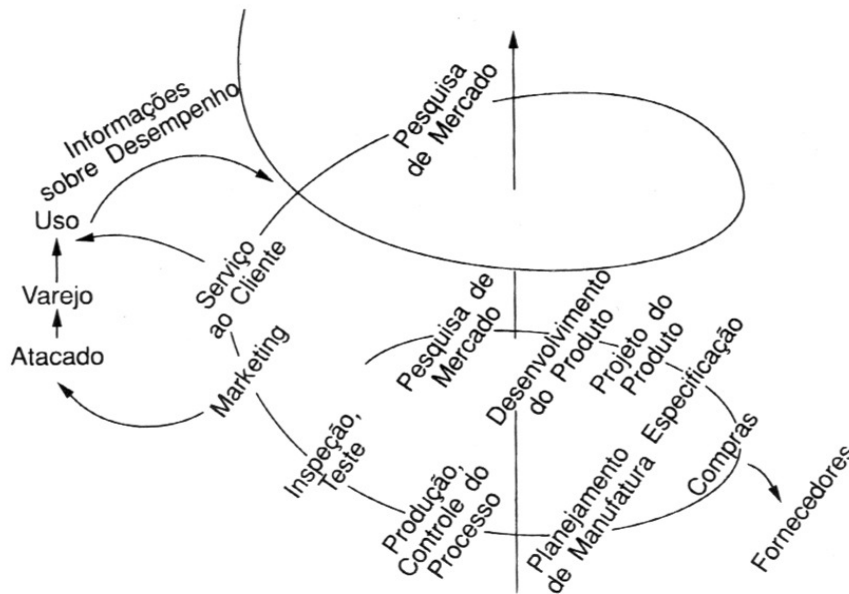 Pesquisa
de Mercado
Informações
sobre Desempenho
Uso
Varejo
Atacado
Serviço
ao Cliente
Marketing
Pesquisa de
Mercado
Desenvolvimento
do Produto
Projeto do
Produto
Especificação
Compras
Fornecedores
Planejamento
de Manufatura
Produção,
Controle do
Processo
Inspeção,
Teste